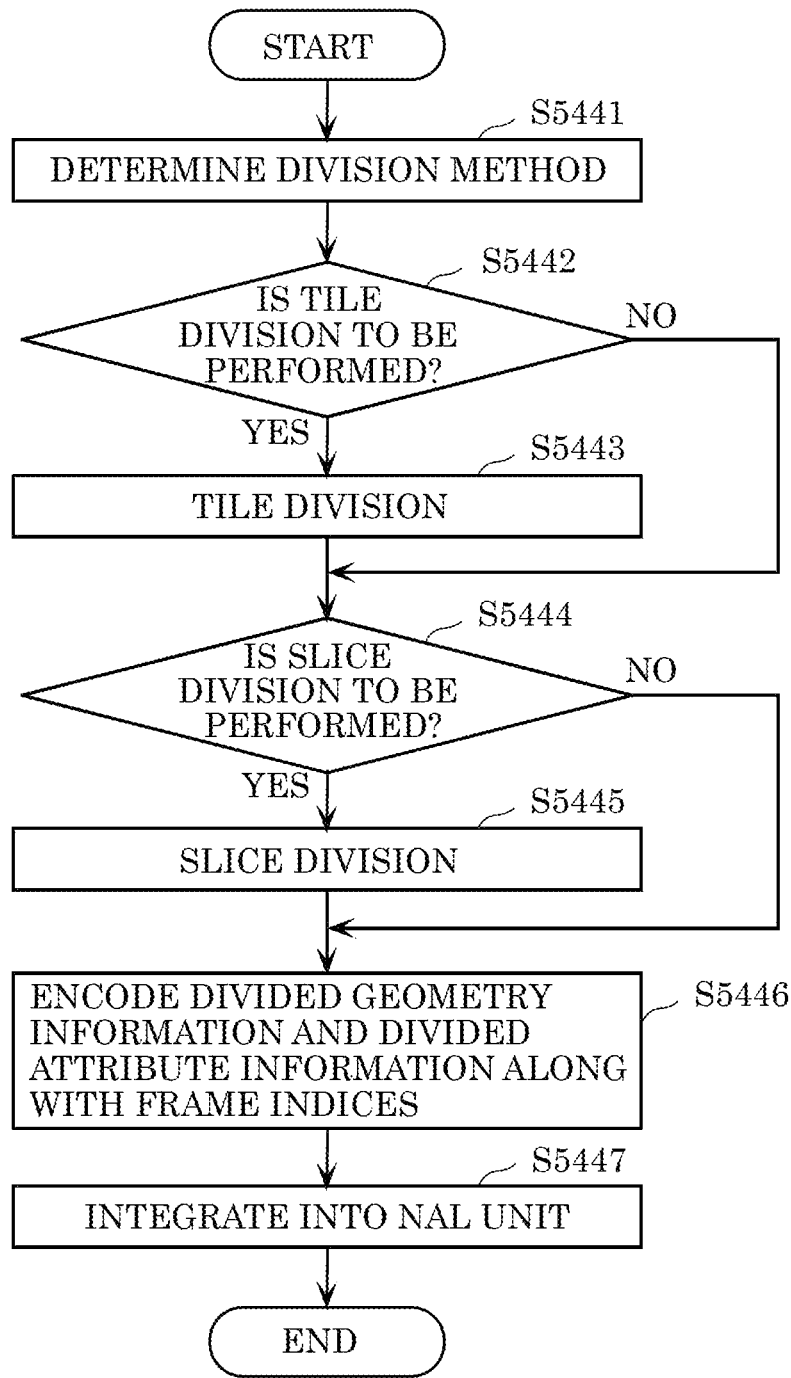 START
S5441
DETERMINE DIVISION METHOD
S5442
IS TILE
DIVISION TO BE
PERFORMED?
NO
YES
S5443
TILE DIVISION
S5444
IS SLICE
DIVISION TO BE
PERFORMED?
NO
YES
S5445
SLICE DIVISION
S5446
ENCODE DIVIDED GEOMETRY
INFORMATION AND DIVIDED
ATTRIBUTE INFORMATION ALONG
WITH FRAME INDICES
S5447
INTEGRATE INTO NAL UNIT
END